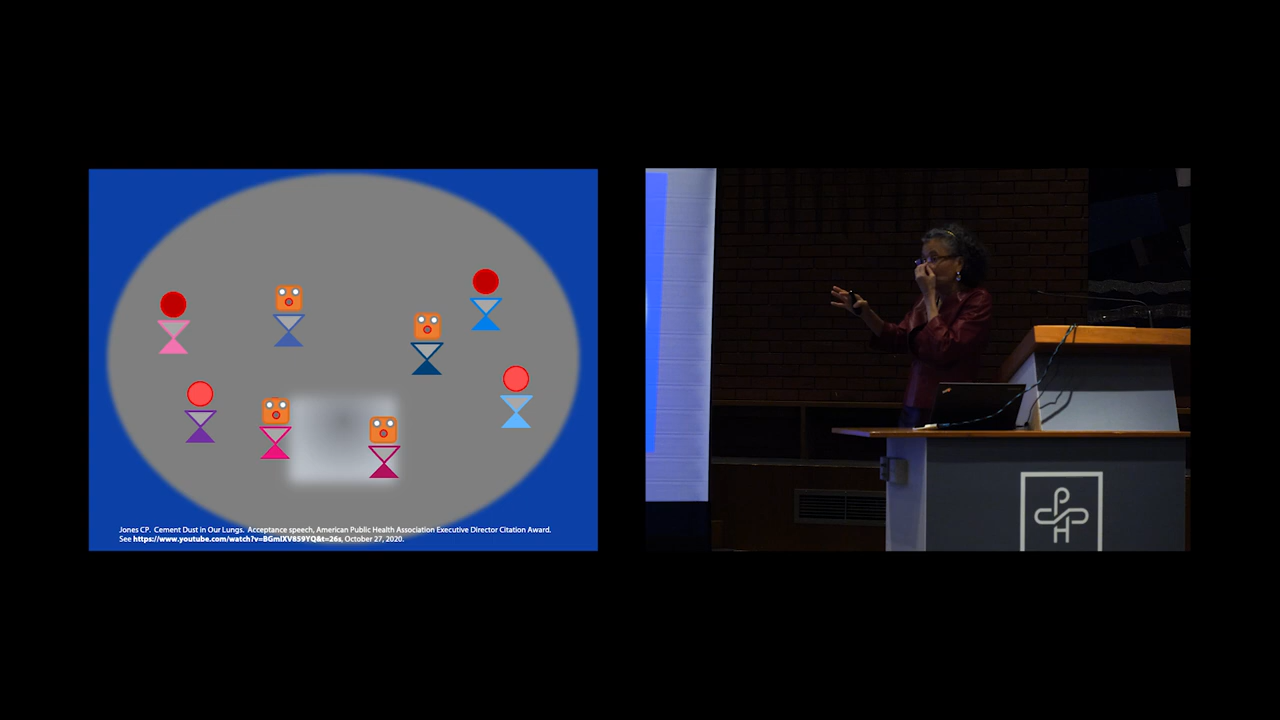 Jones CP.  Cement Dust in Our Lungs.  Acceptance speech, American Public Health Association Executive Director Citation Award.
See https://www.youtube.com/watch?v=BGmIXV859YQ&t=26s, October 27, 2020.
P
H